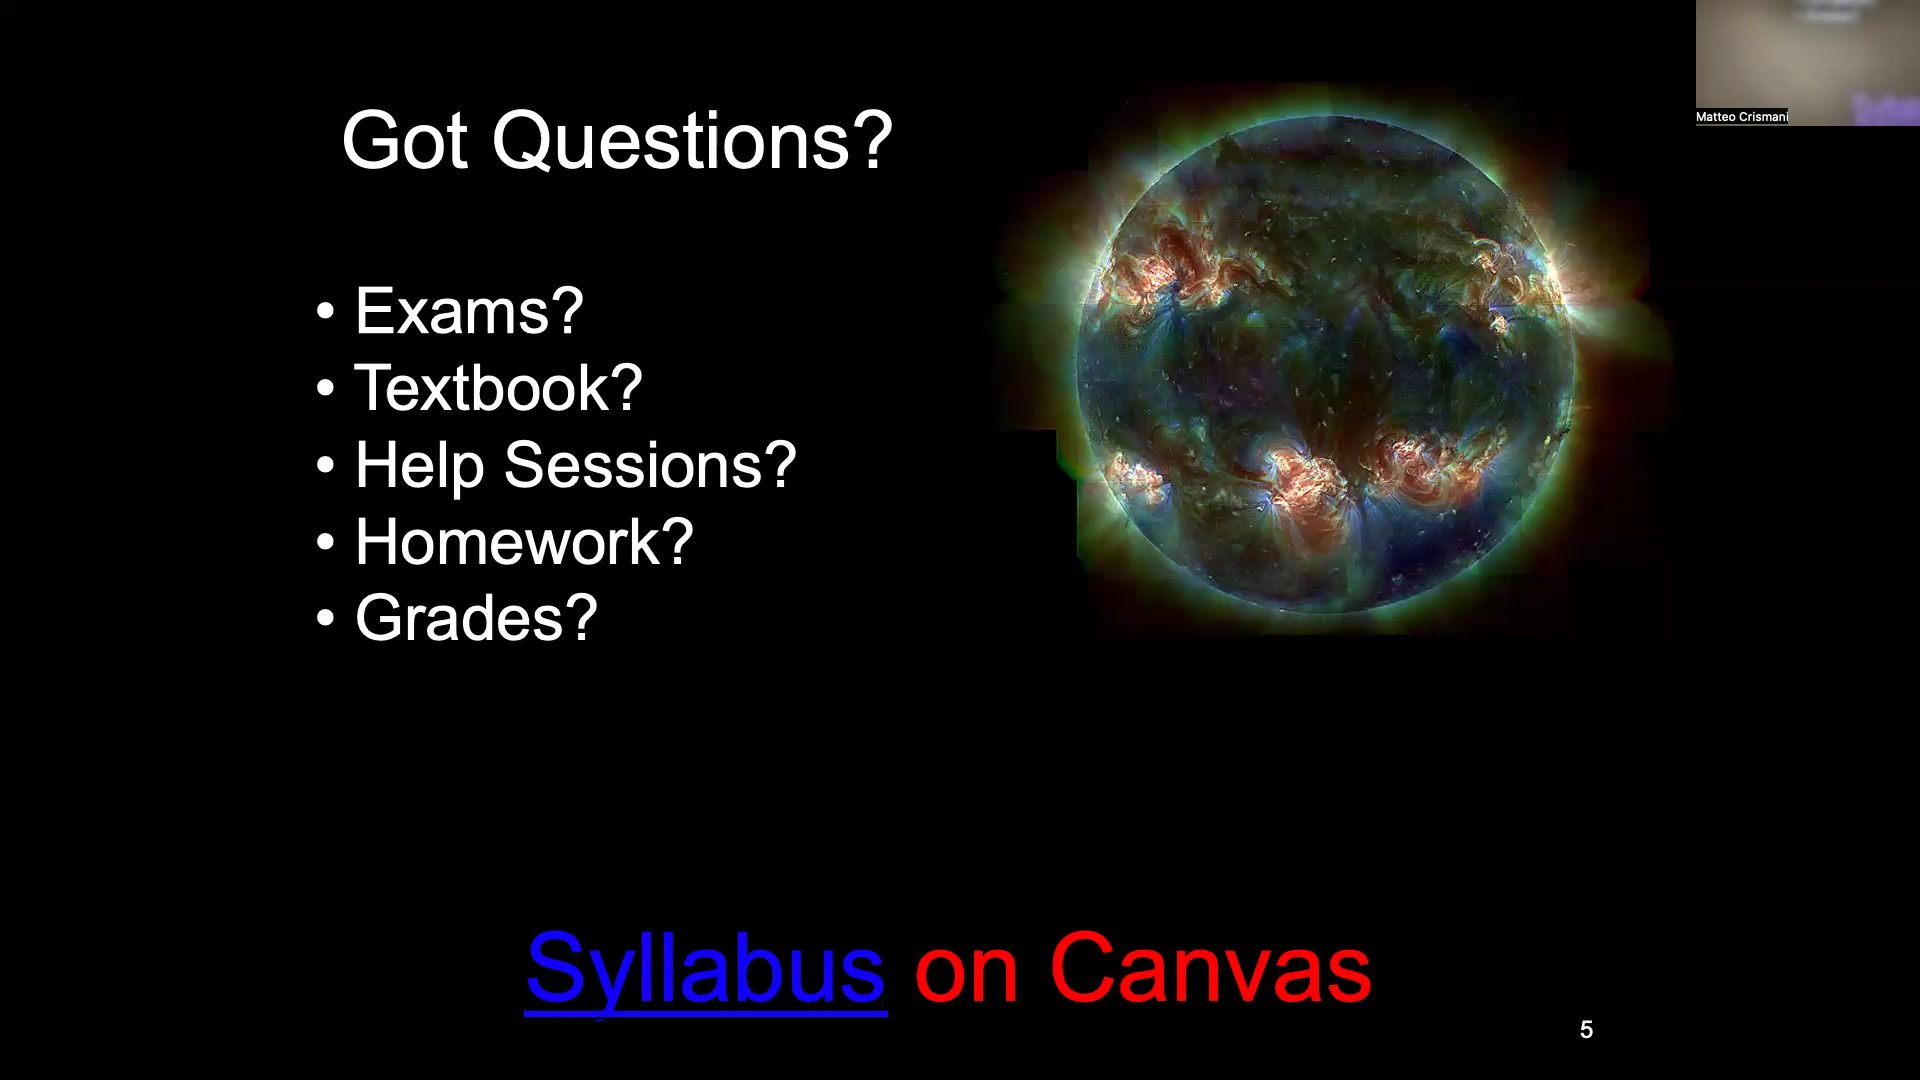 Got Questions?
• Exams?
• Textbook?
• Help Sessions?
• Homework?
• Grades?
Syllabus on Canvas
5
Matteo Crismani